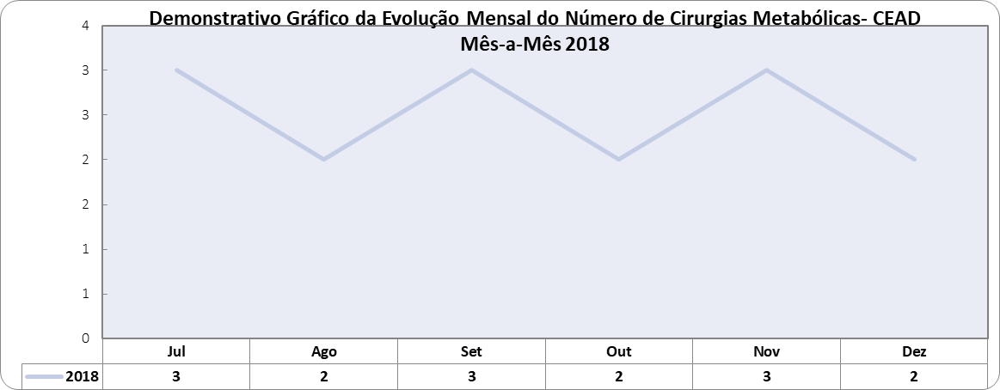 Demonstrativo Gráfico da Evolução Mensal do Número de Cirurgias Metabólicas- CEAD
Mês-a-Mês 2018
4
3
3
2
2
1
1
0
Jul Ago Set Out Nov Dez
2018 3 2 3 2 3 2